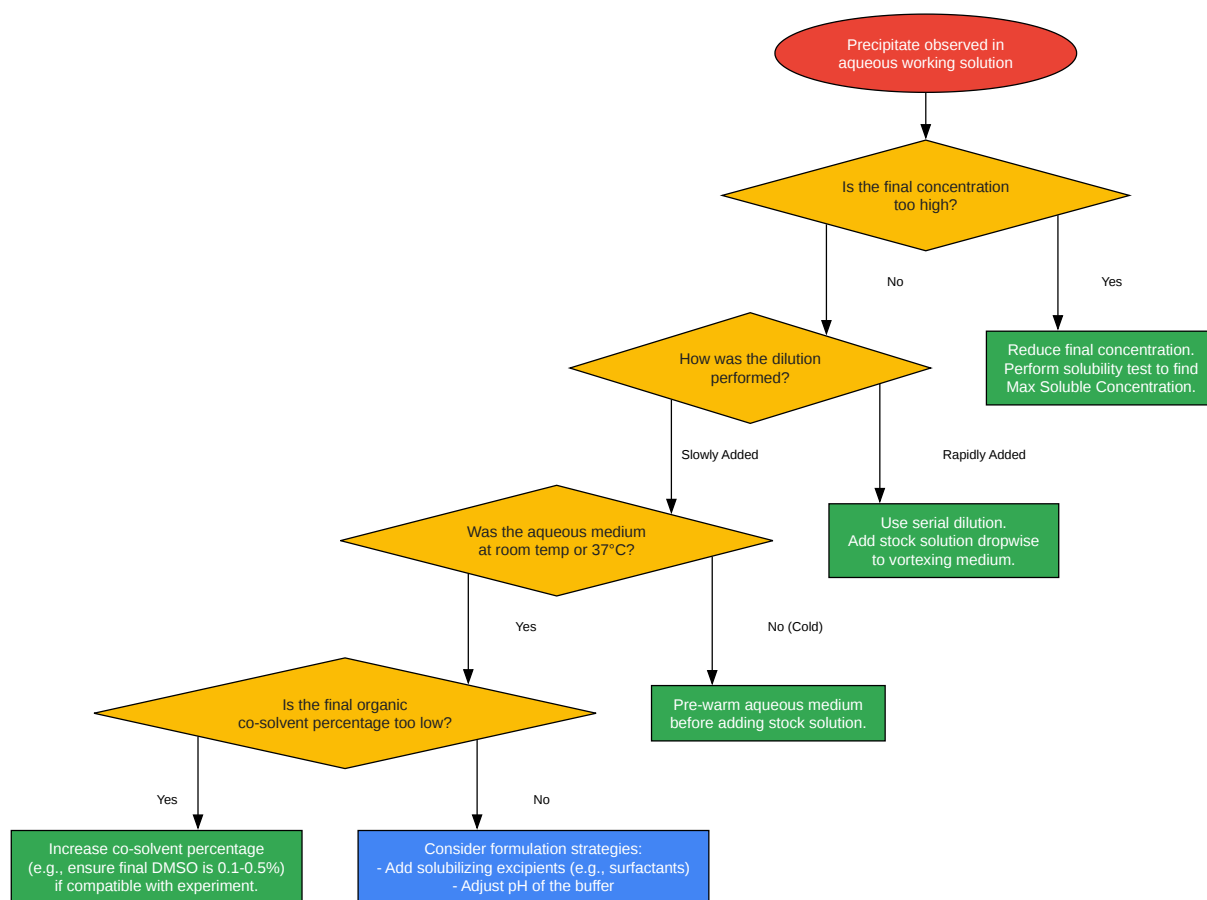 Precipitate observed in
aqueous working solution
Is the final concentration
too high?
No
Yes
How was the dilution
performed?
Reduce final concentration.
Perform solubility test to find
Max Soluble Concentration.
Slowly Added
Rapidly Added
Was the aqueous medium
at room temp or 37°C?
Use serial dilution.
Add stock solution dropwise
to vortexing medium.
Yes
No (Cold)
Is the final organic
co-solvent percentage too low?
Pre-warm aqueous medium
before adding stock solution.
Yes
No
Increase co-solvent percentage
(e.g., ensure final DMSO is 0.1-0.5%)
if compatible with experiment.
Consider formulation strategies:
- Add solubilizing excipients (e.g., surfactants)
- Adjust pH of the buffer